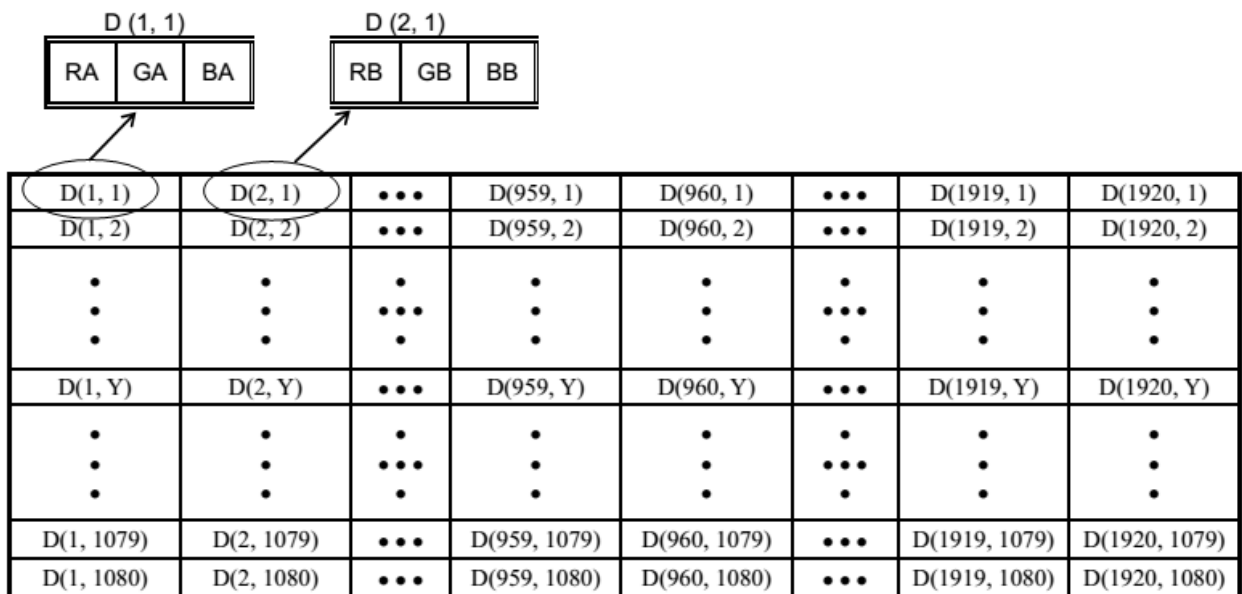 D (1, 1) D (2, 1)
RA GA BA RB GB BB
D(1, 1) D(2, 1) ••• D(959, 1) D(960, 1) ••• D(1919, 1) D(1920, 1)
D(1, 2) D(2, 2) ••• D(959, 2) D(960, 2) ••• D(1919, 2) D(1920, 2)
D(1, Y) D(2, Y) ••• D(959, Y) D(960, Y) ••• D(1919, Y) D(1920, Y)
D(1, 1079) D(2, 1079) ••• D(959, 1079) D(960, 1079) ••• D(1919, 1079) D(1920, 1079)
D(1, 1080) D(2, 1080) ••• D(959, 1080) D(960, 1080) ••• D(1919, 1080) D(1920, 1080)